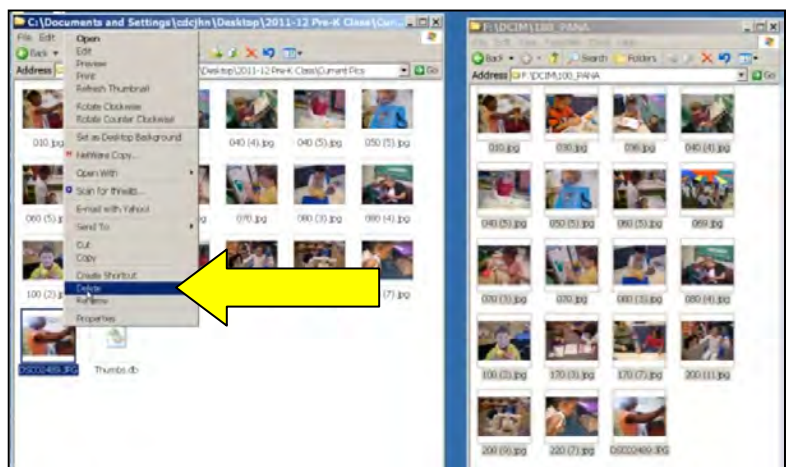 C:\Documents and Settings\cdcjhn\Desktop\2011-12 Pre-K Class\Curr...
File Edit
Back
Address
Desktop\2011-12 Pre-K Class\Current Pics
Go
Open
Edit
Preview
Print
Refresh Thumbnail
Rotate Clockwise
Rotate Counter Clockwise
Set as Desktop Background
NetWare Copy...
Open With
Scan for threats...
E-mail with Yahoo!
Send To
Cut
Copy
Create Shortcut
Delete
Rename
Properties
010.jpg
040 (4).jpg
040 (5).jpg
050 (5).jpg
060 (5).j
070.jpg
080 (3).jpg
080 (4).jpg
100 (2).j
(7).jpg
DSC02489.JPG
Thumbs.db
F:\DCIM\100_PANA
Back
Search
Folders
Address
F:\DCIM\100_PANA
Go
010.jpg
030.jpg
040 (4).jpg
040 (5).jpg
050 (5).jpg
060 (5).jpg
069.jpg
070 (3).jpg
070.jpg
080 (3).jpg
080 (4).jpg
100 (2).jpg
170 (3).jpg
170 (7).jpg
200 (11).jpg
200 (9).jpg
220 (7).jpg
DSC02489.JPG